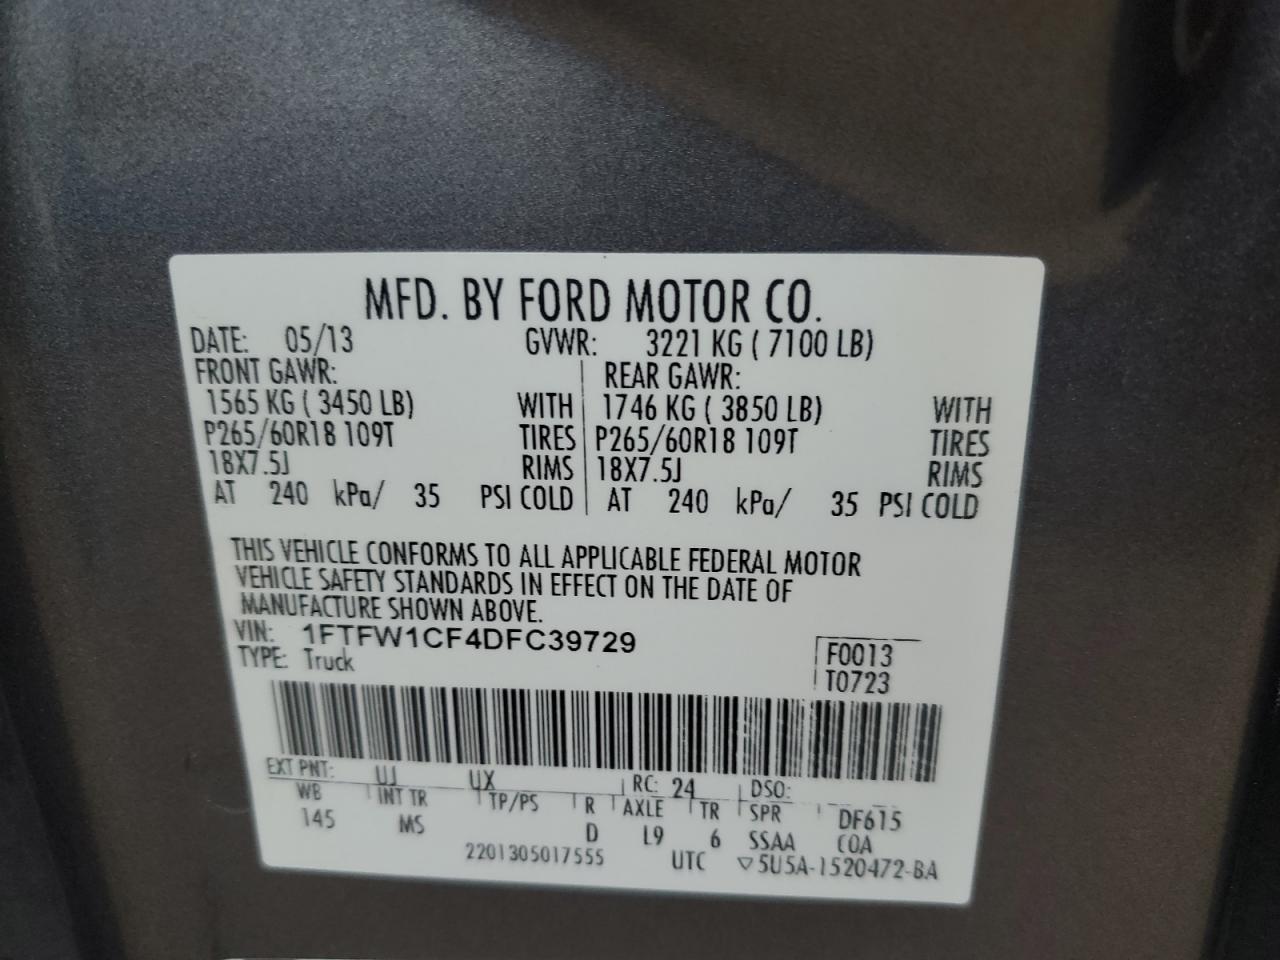 MFD. BY FORD MOTOR CO.
DATE: 05/13 GVWR: 3221 KG ( 7100 LB)
FRONT GAWR: REAR GAWR:
1565 KG ( 3450 LB) WITH 1746 KG ( 3850 LB) WITH
P265/60R18 109T TIRES P265/60R18 109T TIRES
18X7.5J RIMS 18X7.5J RIMS
AT 240 kPa/ 35 PSI COLD AT 240 kPa/ 35 PSI COLD
THIS VEHICLE CONFORMS TO ALL APPLICABLE FEDERAL MOTOR
VEHICLE SAFETY STANDARDS IN EFFECT ON THE DATE OF
MANUFACTURE SHOWN ABOVE.
VIN: 1FTFW1CF4DFC39729
TYPE: Truck
F0013
T0723
EXT PNT: UJ UX RC: 24 DSO:
WB INT TR TP/PS R AXLE TR SPR DF615
145 MS D L9 6 SSAA COA
2201305017555 UTC ▽5U5A-1520472-BA